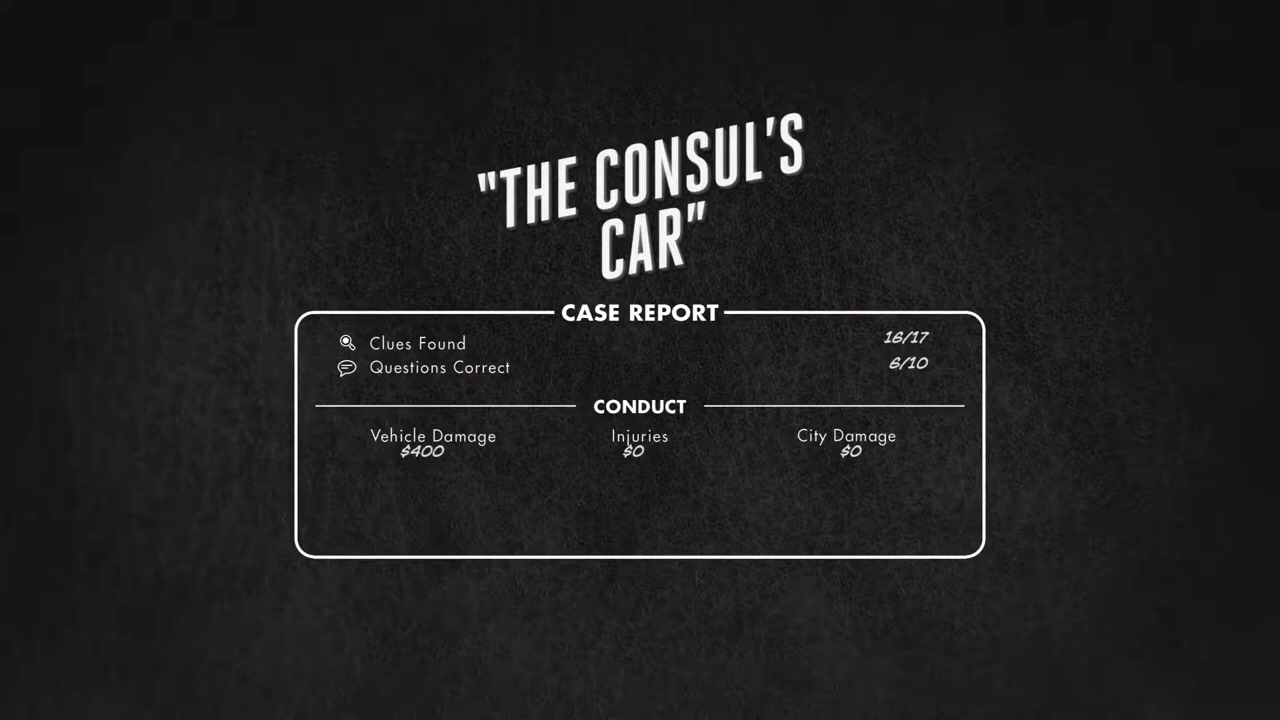 "THE CONSUL'S
CAR"
CASE REPORT
Clues Found 16/17
Questions Correct 6/10
CONDUCT
Vehicle Damage Injuries City Damage
$400 $0 $0